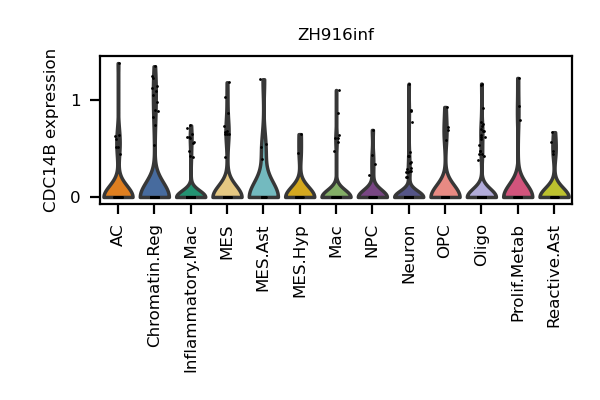 ZH916inf
CDC14B expression
1
0
AC
Chromatin.Reg
Inflammatory.Mac
MES
MES.Ast
MES.Hyp
Mac
NPC
Neuron
OPC
Oligo
Prolif.Metab
Reactive.Ast